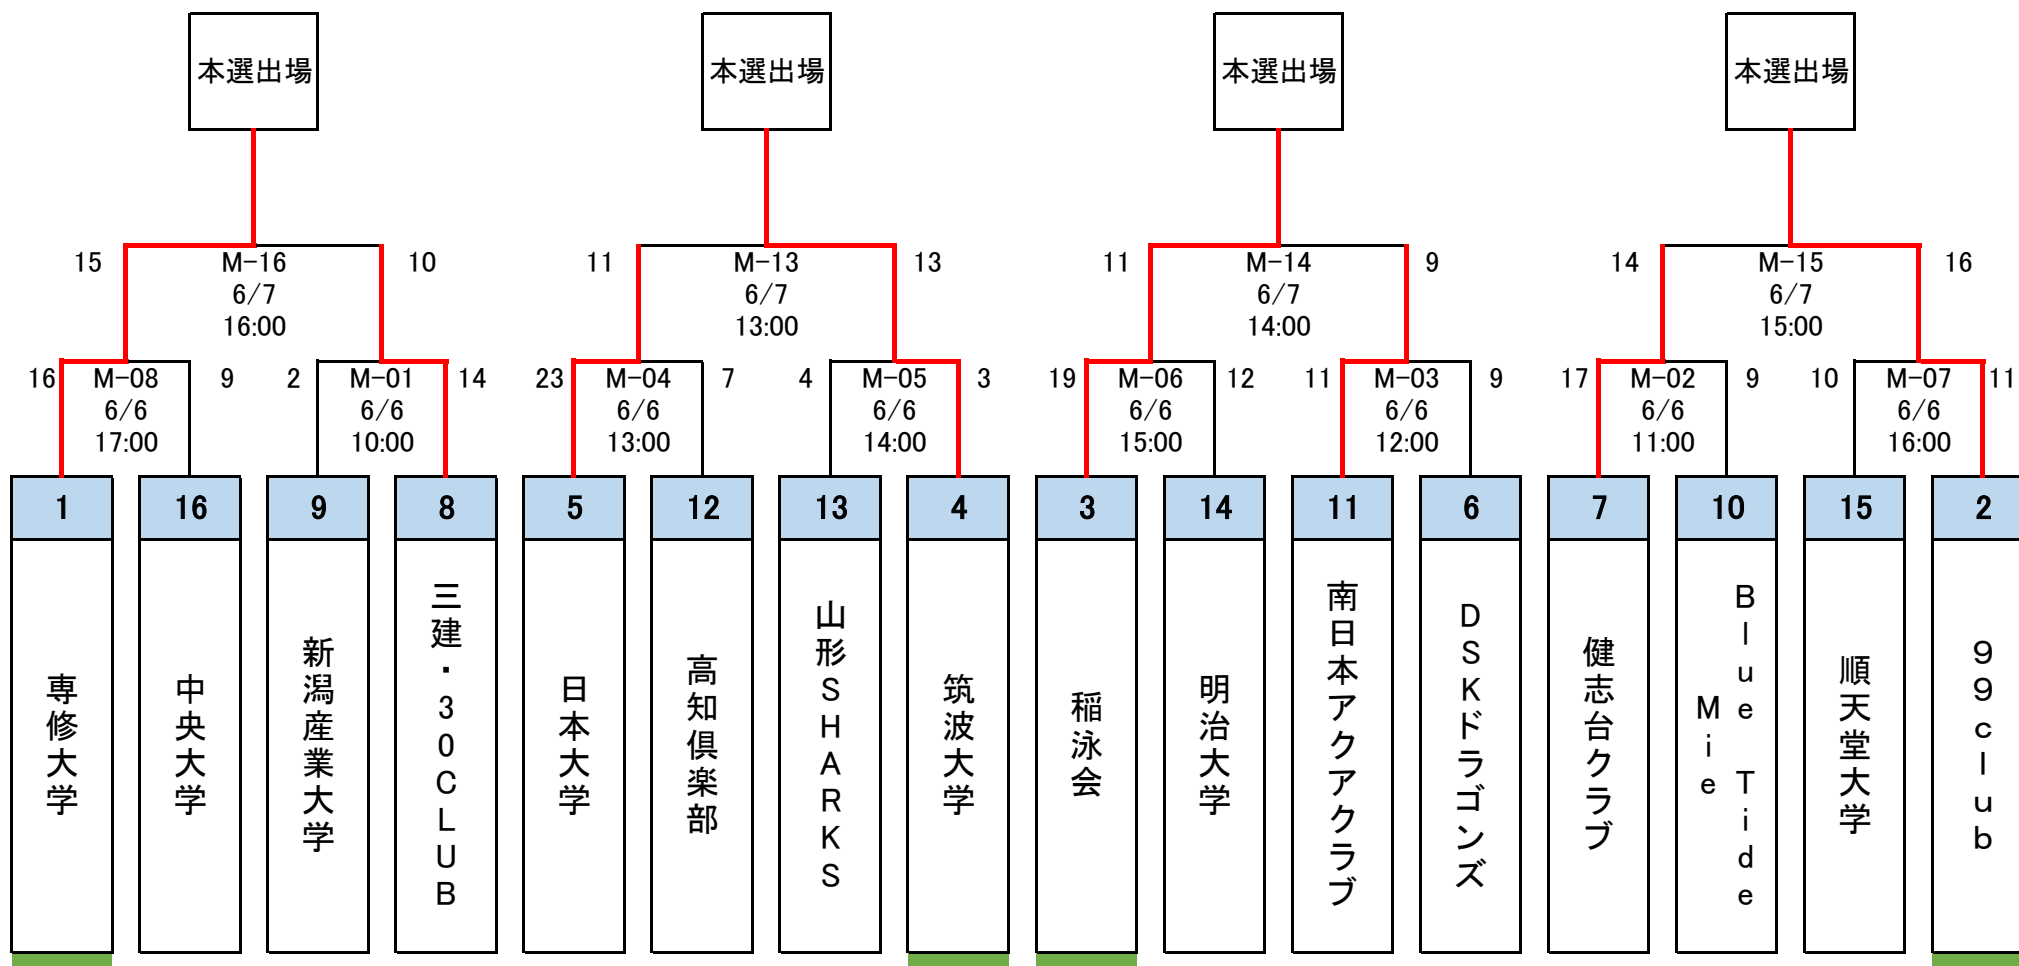 本選出場
本選出場
本選出場
本選出場
15
M-16
6/7
16:00
10
11
M-13
6/7
13:00
13
11
M-14
6/7
14:00
9
14
M-15
6/7
15:00
16
16
M-08
6/6
17:00
9
2
M-01
6/6
10:00
14
23
M-04
6/6
13:00
7
4
M-05
6/6
14:00
3
19
M-06
6/6
15:00
12
11
M-03
6/6
12:00
9
17
M-02
6/6
11:00
9
10
M-07
6/6
16:00
11
1
16
9
8
5
12
13
4
3
14
11
6
7
10
15
2
専修大学
中央大学
新潟産業大学
三建・30CLUB
日本大学
高知倶楽部
山形SHARKS
筑波大学
稲泳会
明治大学
南日本アクアクラブ
DSKドラゴンズ
健志台クラブ
Blue Tide
Mie
順天堂大学
99club